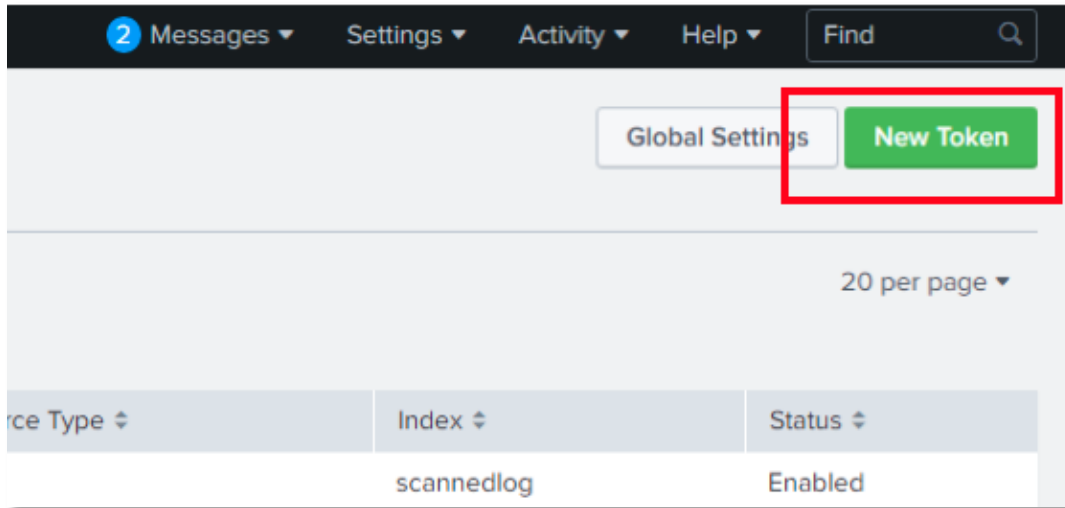 2 Messages Settings Activity Help Find
Global Settings New Token
20 per page
rce Type Index Status
scannedlog Enabled